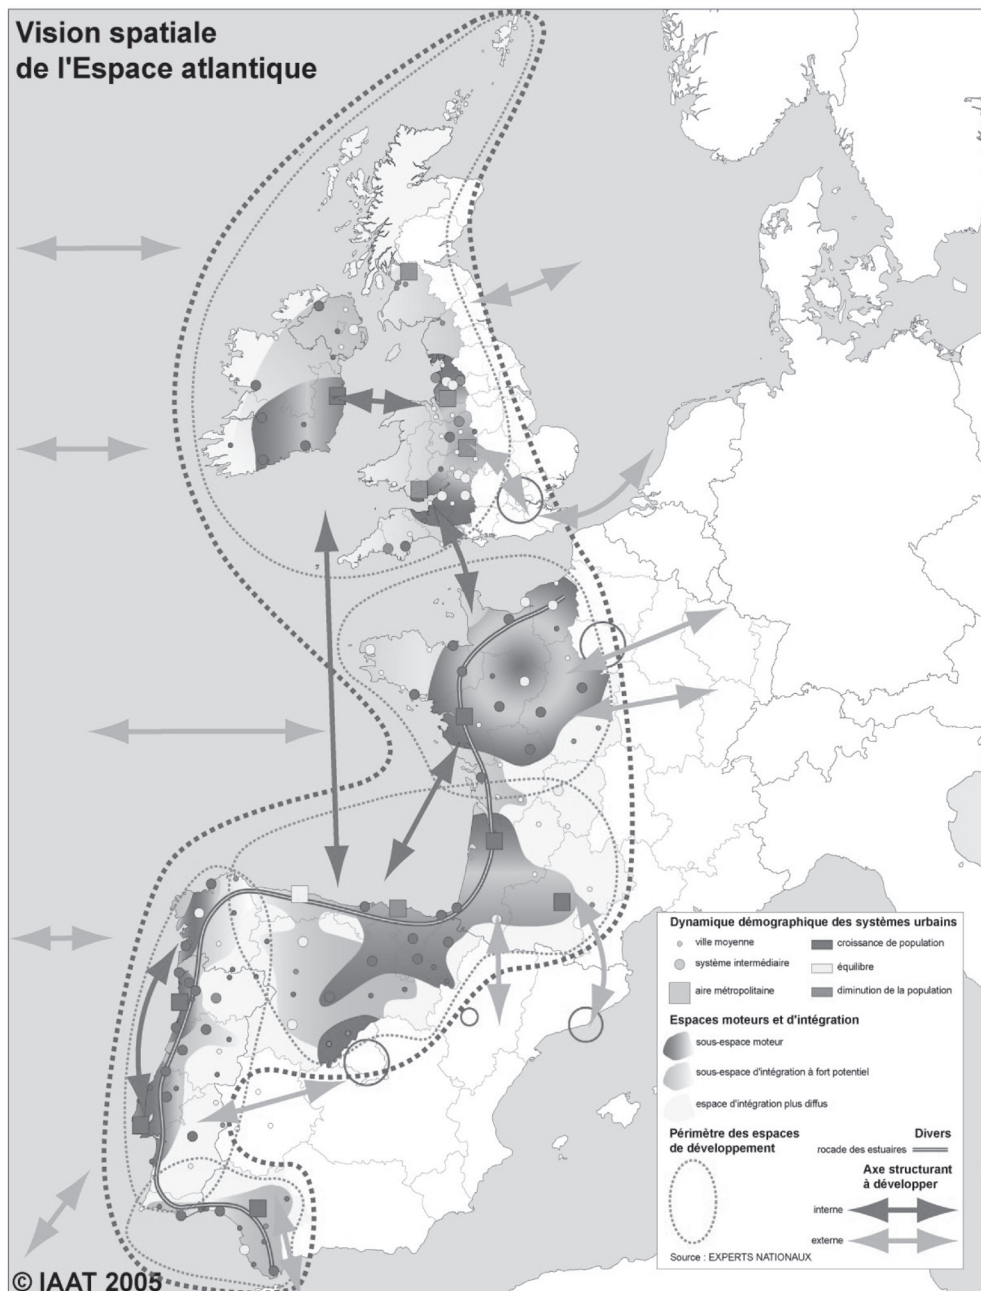 Vision spatiale
de l'Espace atlantique
Dynamique démographique des systèmes urbains
ville moyenne
croissance de population
système intermédiaire
équilibre
aire métropolitaine
diminution de la population
Espaces moteurs et d'intégration
sous-espace moteur
sous-espace d'intégration à fort potentiel
espace d'intégration plus diffus
Périmètre des espaces
de développement
Divers
rocade des estuaires
Axe structurant
à développer
interne
externe
Source : EXPERTS NATIONAUX
© IAAT 2005